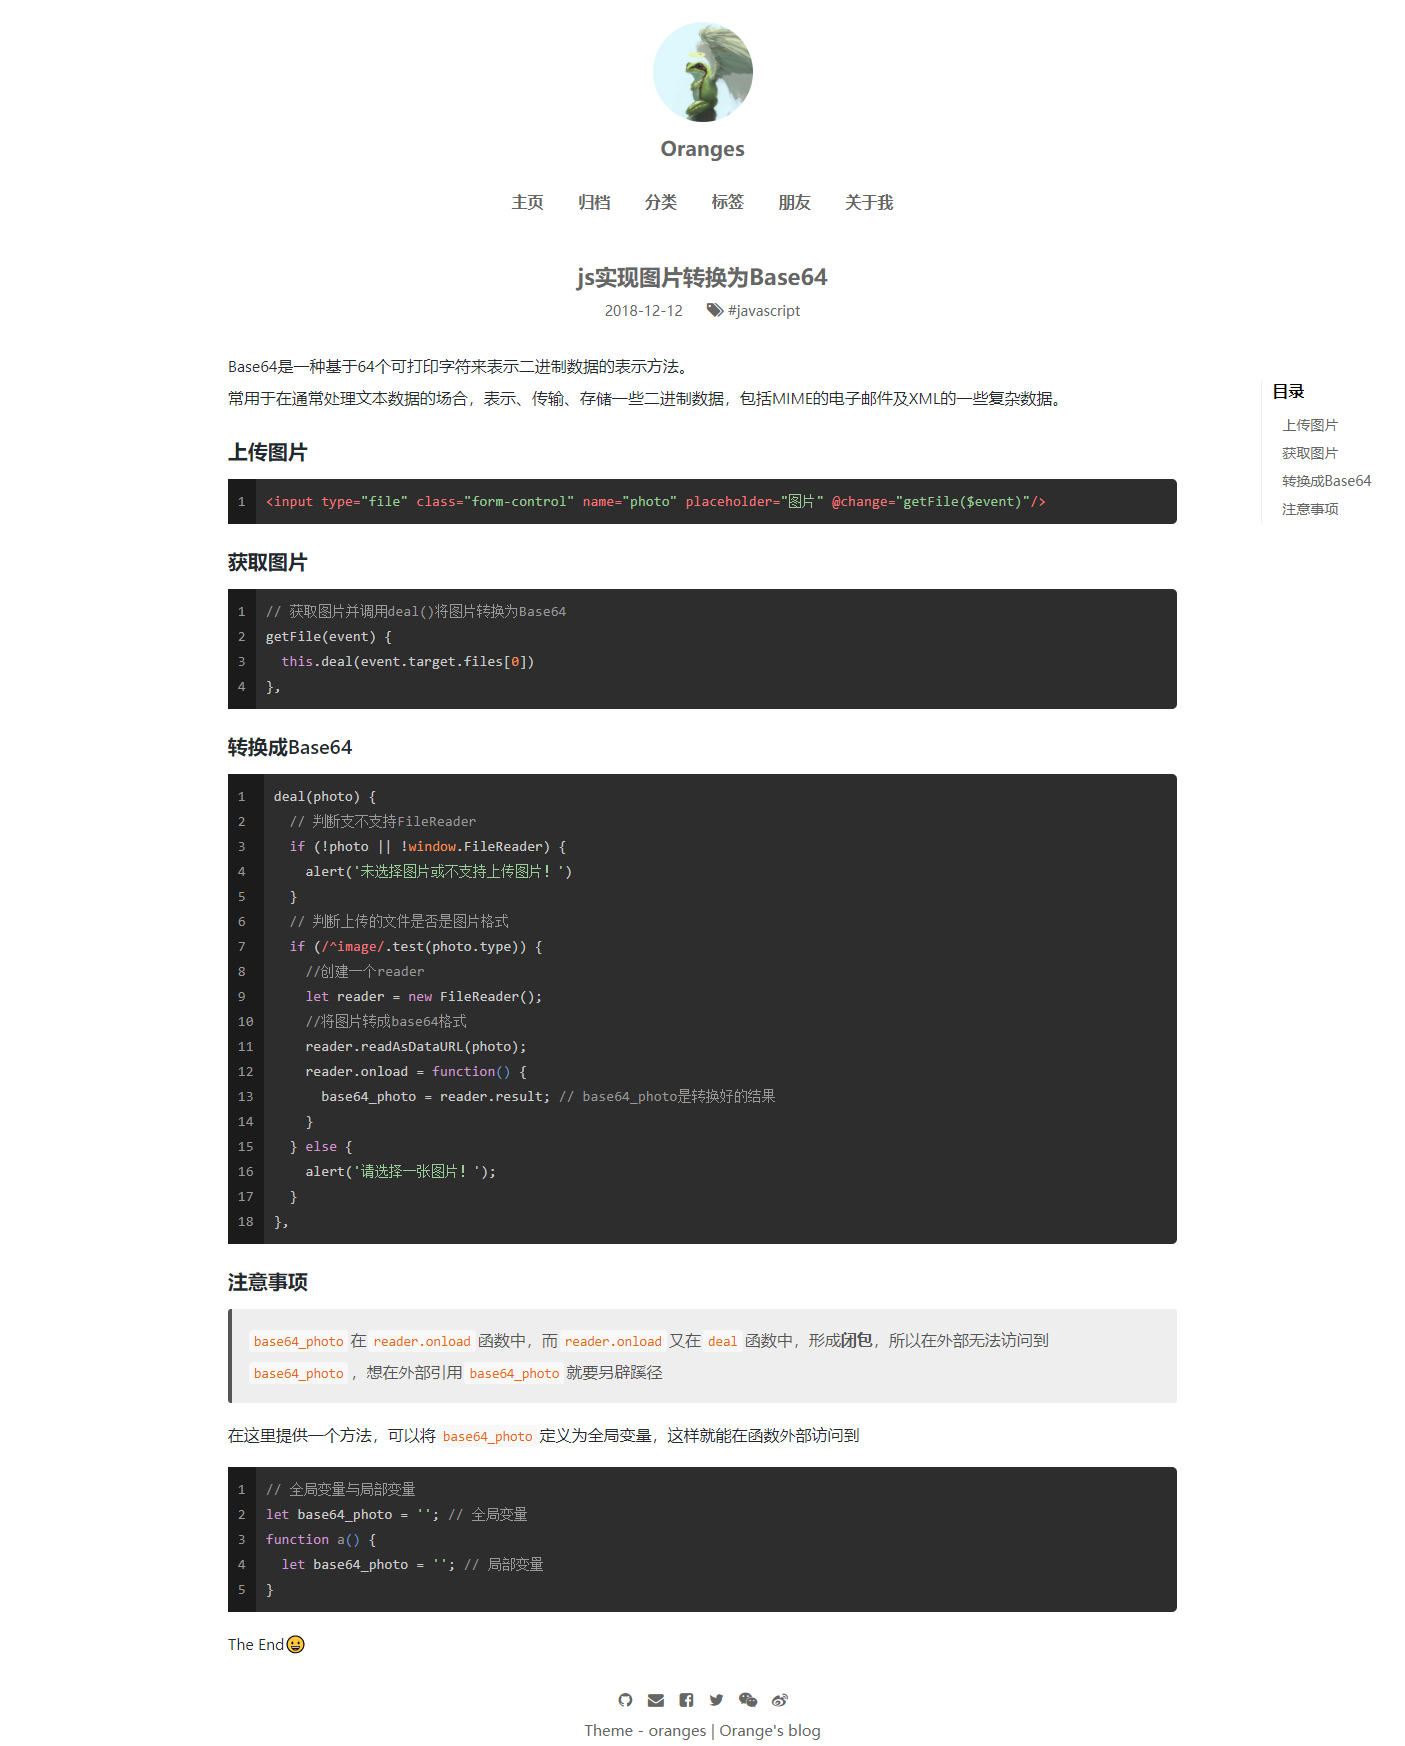 Oranges
主页 归档 分类 标签 朋友 关于我
js实现图片转换为Base64
2018-12-12 #javascript
Base64是一种基于64个可打印字符来表示二进制数据的表示方法。
常用于在通常处理文本数据的场合，表示、传输、存储一些二进制数据，包括MIME的电子邮件及XML的一些复杂数据。
目录
上传图片
获取图片
转换成Base64
注意事项
上传图片
1 <input type="file" class="form-control" name="photo" placeholder="图片" @change="getFile($event)"/>
获取图片
1 // 获取图片并调用deal()将图片转换为Base64
2 getFile(event) {
3   this.deal(event.target.files[0])
4 },
转换成Base64
1 deal(photo) {
2   // 判断支不支持FileReader
3   if (!photo || !window.FileReader) {
4     alert('未选择图片或不支持上传图片！')
5   }
6   // 判断上传的文件是否是图片格式
7   if (/^image/.test(photo.type)) {
8     //创建一个reader
9     let reader = new FileReader();
10     //将图片转成base64格式
11     reader.readAsDataURL(photo);
12     reader.onload = function() {
13       base64_photo = reader.result; // base64_photo是转换好的结果
14     }
15   } else {
16     alert('请选择一张图片！');
17   }
18 },
注意事项
base64_photo 在 reader.onload 函数中，而 reader.onload 又在 deal 函数中，形成闭包，所以在外部无法访问到
base64_photo ，想在外部引用 base64_photo 就要另辟蹊径
在这里提供一个方法，可以将 base64_photo 定义为全局变量，这样就能在函数外部访问到
1 // 全局变量与局部变量
2 let base64_photo = ''; // 全局变量
3 function a() {
4   let base64_photo = ''; // 局部变量
5 }
The End😀
Theme - oranges | Orange's blog